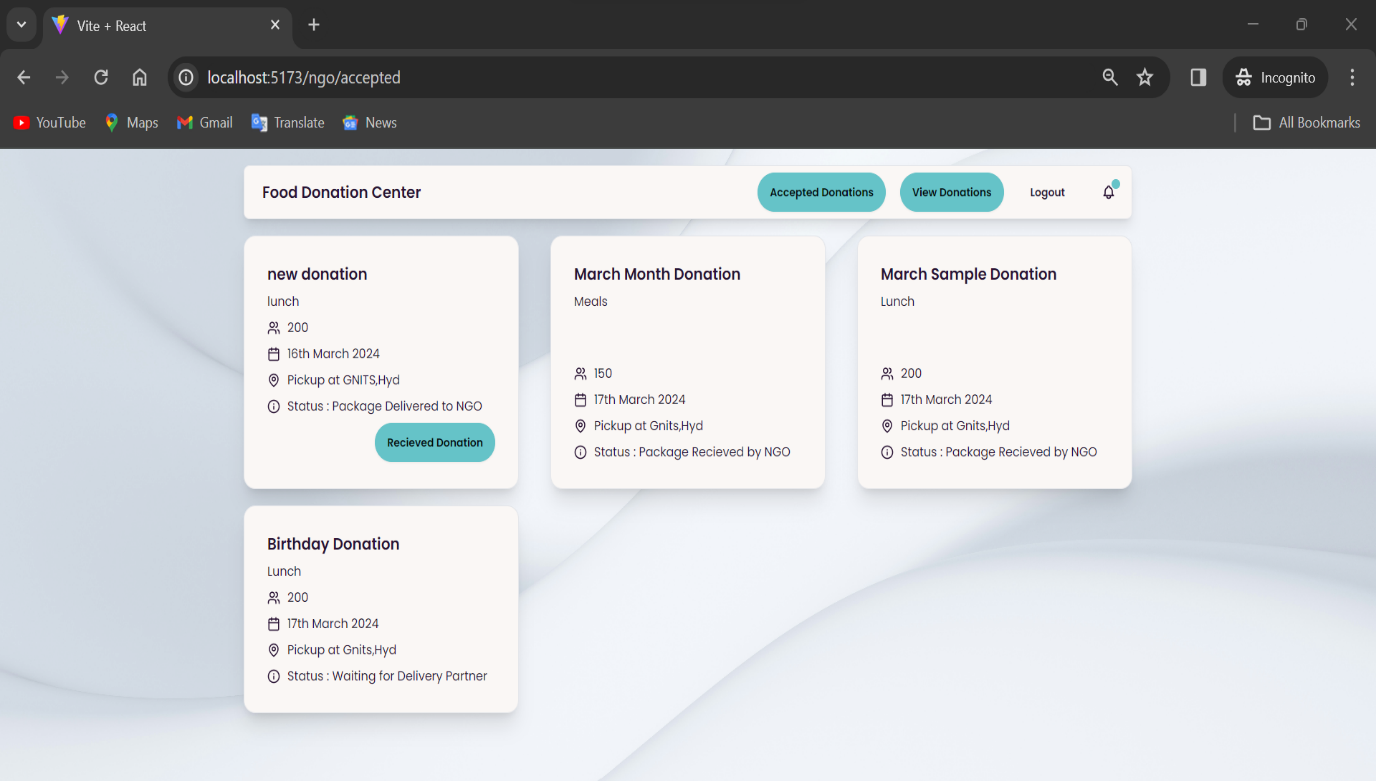 Vite + React
localhost:5173/ngo/accepted
Incognito
YouTube Maps Gmail Translate News All Bookmarks
Food Donation Center
Accepted Donations View Donations Logout
new donation
lunch
200
16th March 2024
Pickup at GNITS,Hyd
Status : Package Delivered to NGO
Recieved Donation
March Month Donation
Meals
150
17th March 2024
Pickup at Gnits,Hyd
Status : Package Recieved by NGO
March Sample Donation
Lunch
200
17th March 2024
Pickup at Gnits,Hyd
Status : Package Recieved by NGO
Birthday Donation
Lunch
200
17th March 2024
Pickup at Gnits,Hyd
Status : Waiting for Delivery Partner